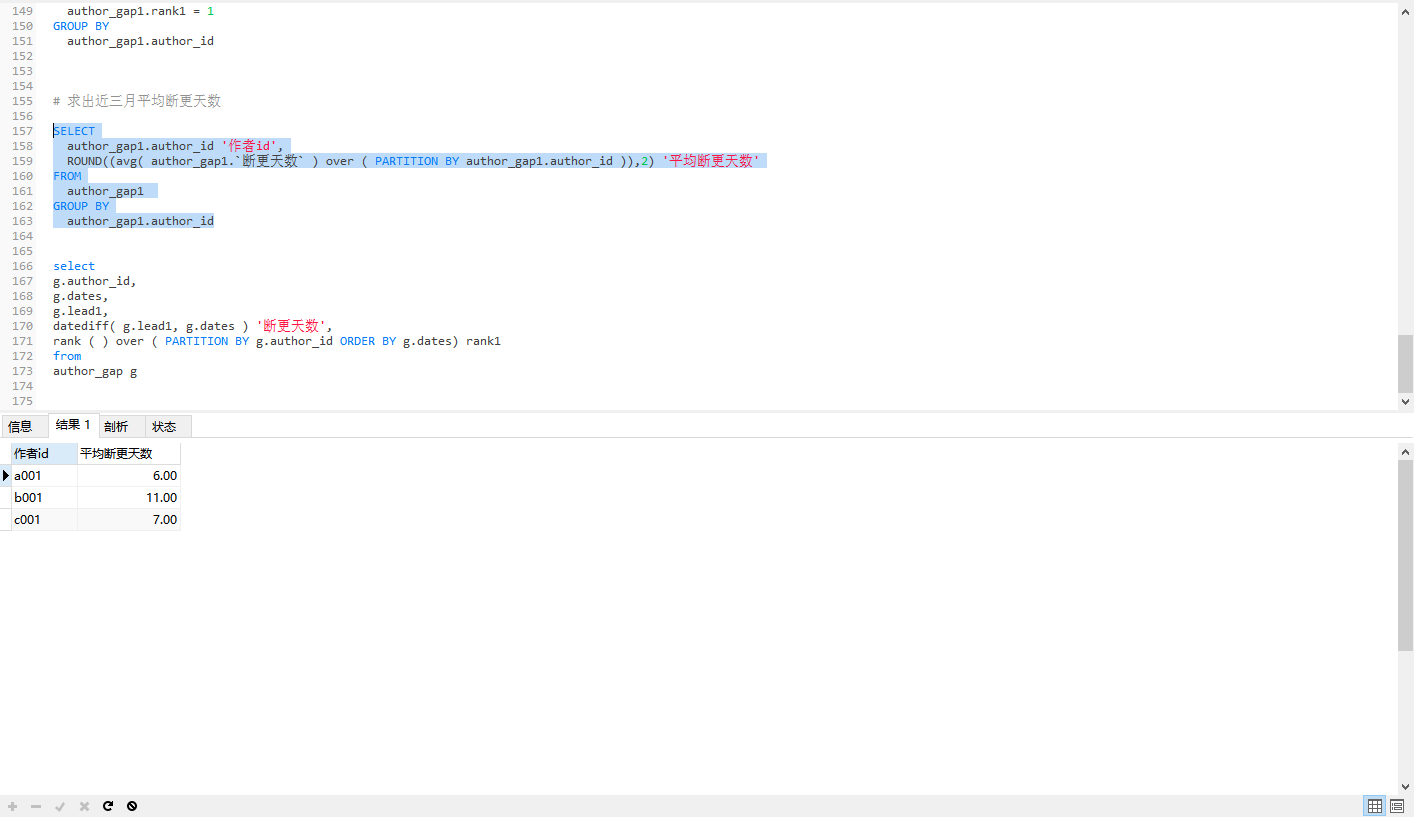 149 author_gap1.rank1 = 1
150 GROUP BY
151 author_gap1.author_id
152
153
154
155 # 求出近三月平均断更天数
156
157 SELECT
158 author_gap1.author_id '作者id',
159 ROUND((avg( author_gap1.`断更天数` ) over ( PARTITION BY author_gap1.author_id )),2) '平均断更天数'
160 FROM
161 author_gap1
162 GROUP BY
163 author_gap1.author_id
164
165
166 select
167 g.author_id,
168 g.dates,
169 g.lead1,
170 datediff( g.lead1, g.dates ) '断更天数',
171 rank ( ) over ( PARTITION BY g.author_id ORDER BY g.dates) rank1
172 from
173 author_gap g
174
175
信息 结果 1 剖析 状态
作者id 平均断更天数
a001 6.00
b001 11.00
c001 7.00